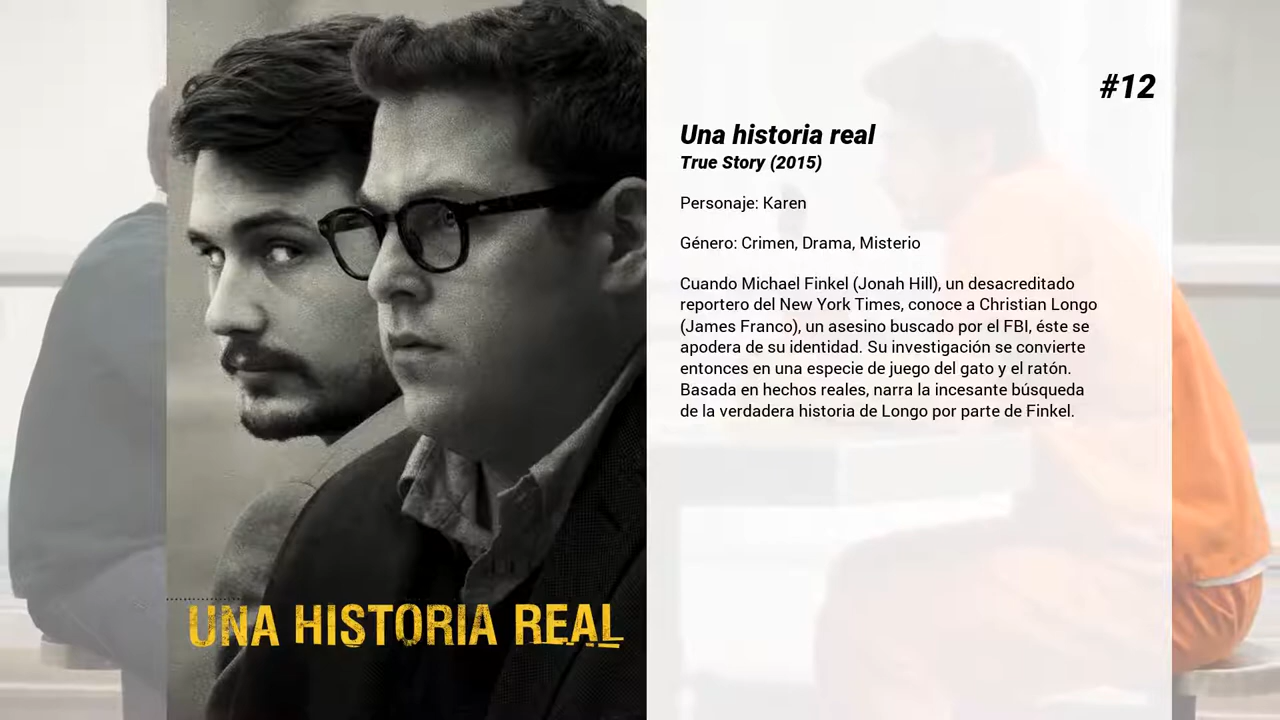 #12
Una historia real
True Story (2015)
Personaje: Karen
Género: Crimen, Drama, Misterio
Cuando Michael Finkel (Jonah Hill), un desacreditado
reportero del New York Times, conoce a Christian Longo
(James Franco), un asesino buscado por el FBI, éste se
apodera de su identidad. Su investigación se convierte
entonces en una especie de juego del gato y el ratón.
Basada en hechos reales, narra la incesante búsqueda
de la verdadera historia de Longo por parte de Finkel.
UNA HISTORIA REAL